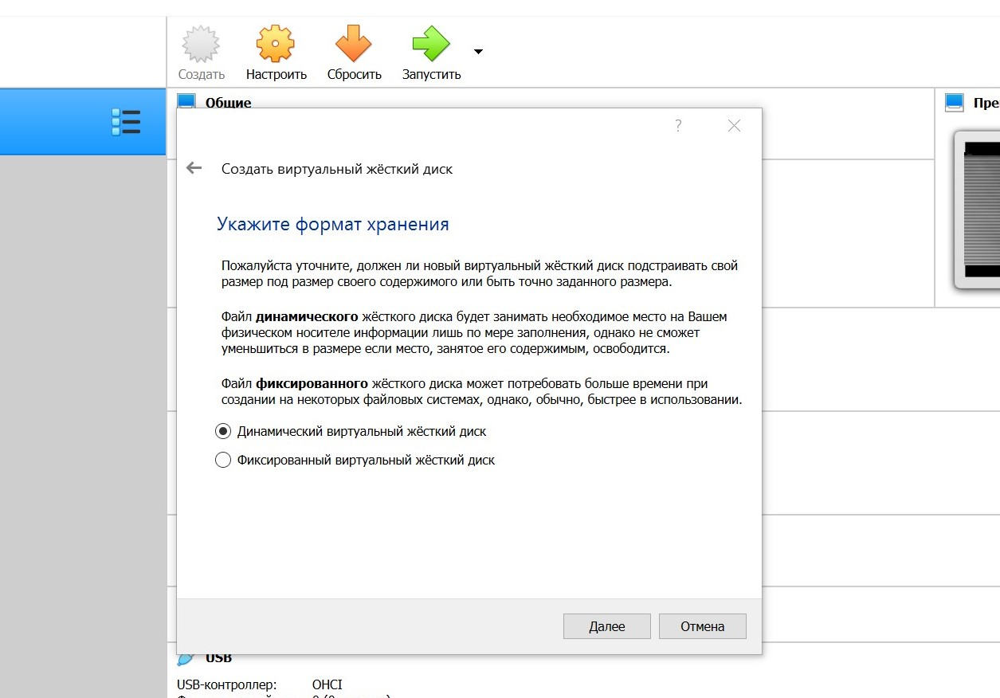 Создать
Настроить
Сбросить
Запустить
Общие
?
Создать виртуальный жёсткий диск
Укажите формат хранения
Пожалуйста уточните, должен ли новый виртуальный жёсткий диск подстраивать свой
размер под размер своего содержимого или быть точно заданного размера.
Файл динамического жёсткого диска будет занимать необходимое место на Вашем
физическом носителе информации лишь по мере заполнения, однако не сможет
уменьшиться в размере если место, занятое его содержимым, освободится.
Файл фиксированного жёсткого диска может потребовать больше времени при
создании на некоторых файловых системах, однако, обычно, быстрее в использовании.
Динамический виртуальный жёсткий диск
Фиксированный виртуальный жёсткий диск
Далее
Отмена
USB
USB-контроллер: OHCI